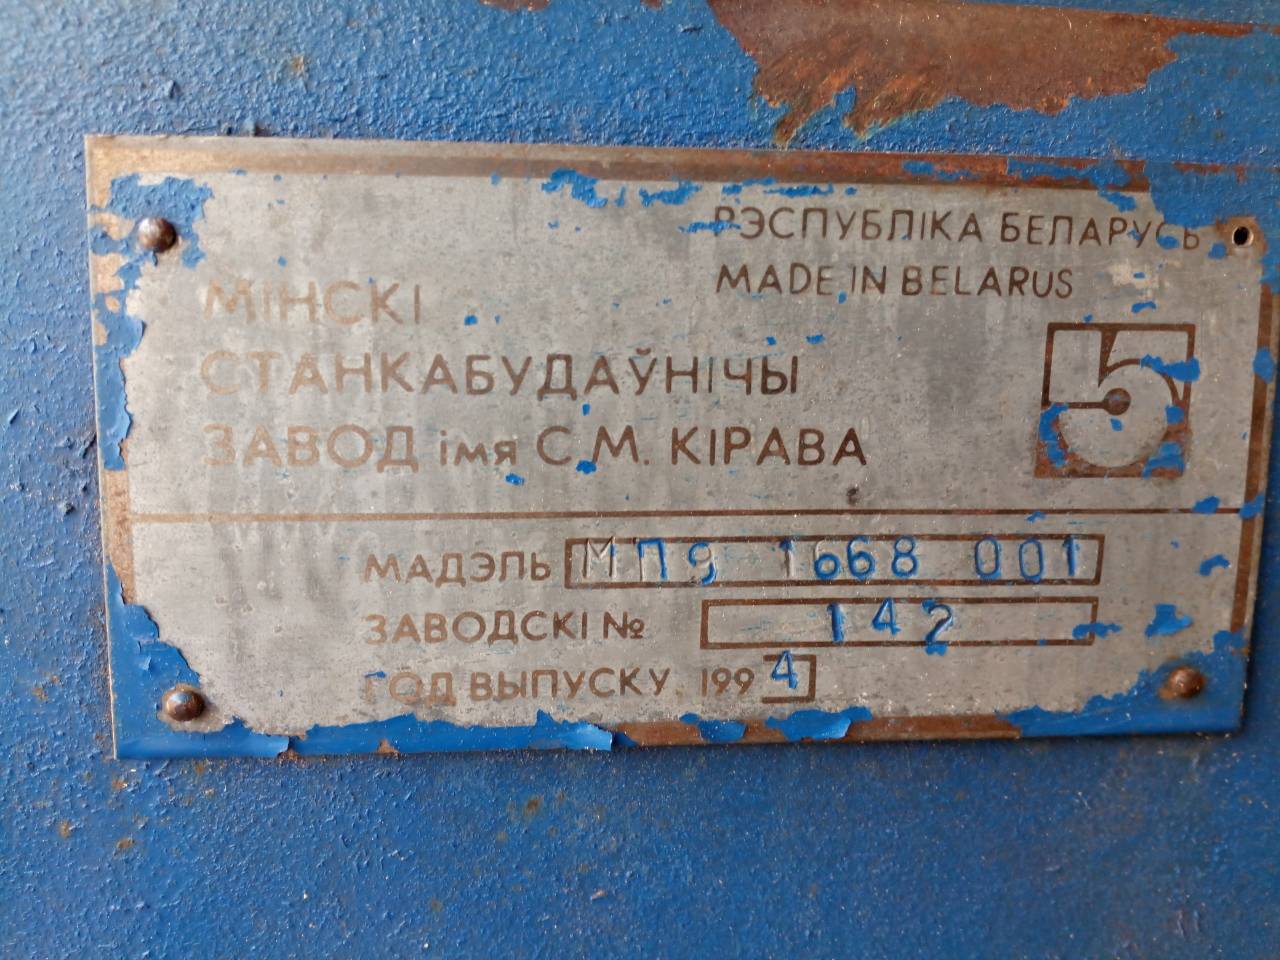 РЭСПУБЛІКА БЕЛАРУСЬ
MADE IN BELARUS
МІНСКІ
СТАНКАБУДАЎНІЧЫ
ЗАВОД імя С.М. КІРАВА
МАДЭЛЬ МП9 1668 001
ЗАВОДСКІ № 142
ГОД ВЫПУСКУ 1994